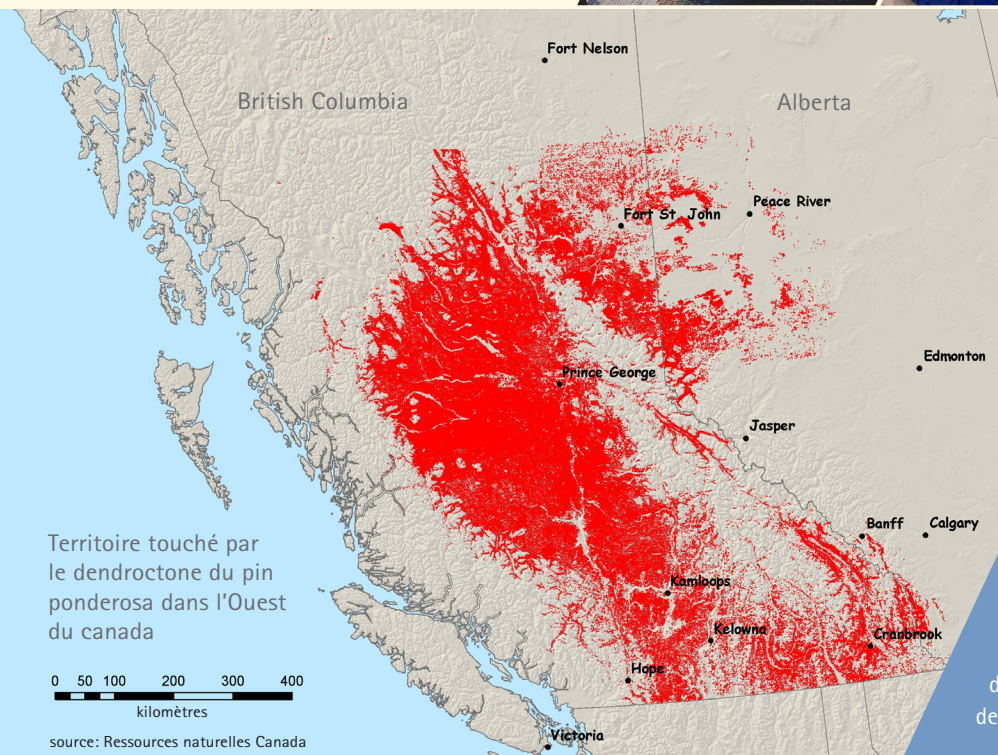 Fort Nelson
British Columbia
Alberta
Peace River
Fort St. John
Edmonton
Prince George
Jasper
Banff
Calgary
Territoire touché par
le dendroctone du pin
ponderosa dans l'Ouest
du canada
Kamloops
Kelowna
Cranbrook
Hope
0 50 100 200 300 400
kilomètres
d
de
source: Ressources naturelles Canada
Victoria